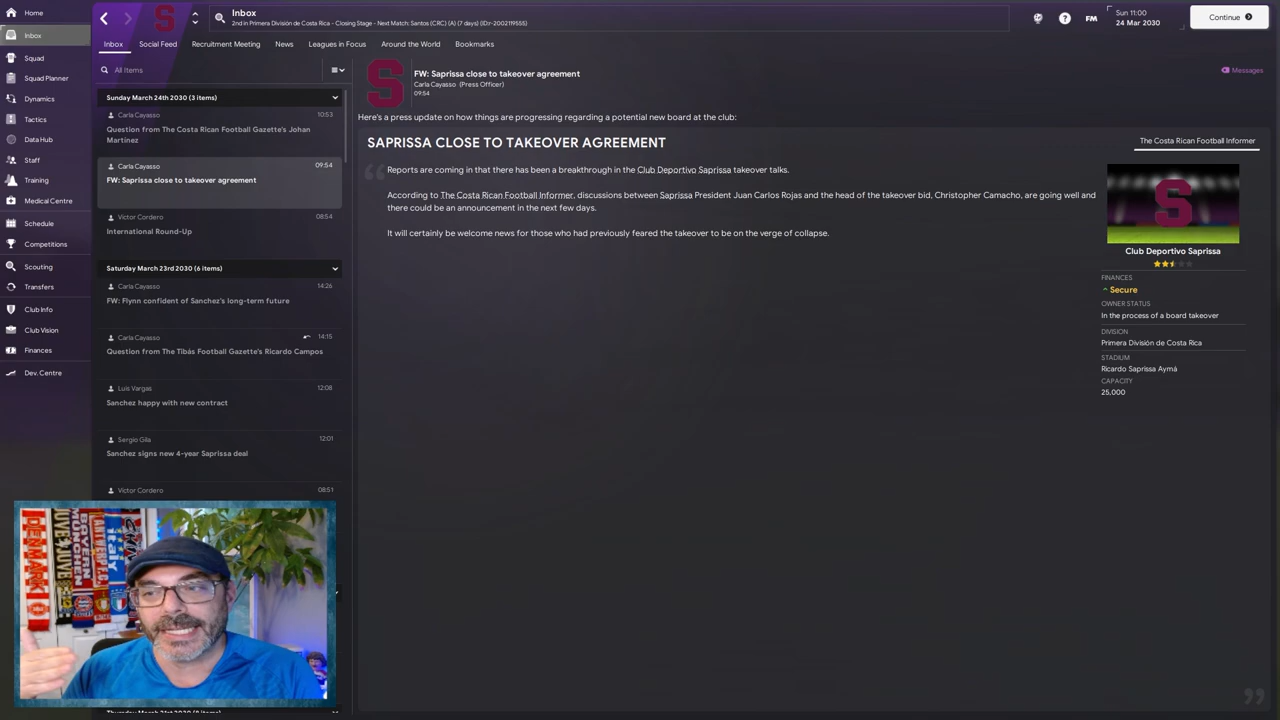 Home
Inbox
Squad
Squad Planner
Dynamics
Tactics
Data Hub
Staff
Training
Medical Centre
Schedule
Competitions
Scouting
Transfers
Club Info
Club Vision
Finances
Dev. Centre
Inbox
2nd in Primera División de Costa Rica - Closing Stage - Next Match: Santos (CRC) (A) (7 days) (ID:r-2002119555)
FM
Sun 11:00
24 Mar 2030
Continue
Inbox
Social Feed
Recruitment Meeting
News
Leagues in Focus
Around the World
Bookmarks
All Items
Sunday March 24th 2030 (3 items)
Carla Cayasso 10:53
Question from The Costa Rican Football Gazette's Johan
Martínez
Carla Cayasso 09:54
FW: Saprissa close to takeover agreement
Víctor Cordero 08:54
International Round-Up
Saturday March 23rd 2030 (6 items)
Carla Cayasso 14:26
FW: Flynn confident of Sanchez's long-term future
Carla Cayasso 14:15
Question from The Tibás Football Gazette's Ricardo Campos
Luis Vargas 12:08
Sanchez happy with new contract
Sergio Gila 12:01
Sanchez signs new 4-year Saprissa deal
Víctor Cordero 08:51
FW: Saprissa close to takeover agreement
Carla Cayasso (Press Officer)
09:54
Messages
Here's a press update on how things are progressing regarding a potential new board at the club:
SAPRISSA CLOSE TO TAKEOVER AGREEMENT
The Costa Rican Football Informer
Reports are coming in that there has been a breakthrough in the Club Deportivo Saprissa takeover talks.
According to The Costa Rican Football Informer, discussions between Saprissa President Juan Carlos Rojas and the head of the takeover bid, Christopher Camacho, are going well and
there could be an announcement in the next few days.
It will certainly be welcome news for those who had previously feared the takeover to be on the verge of collapse.
Club Deportivo Saprissa
FINANCES
Secure
OWNER STATUS
In the process of a board takeover
DIVISION
Primera División de Costa Rica
STADIUM
Ricardo Saprissa Aymá
CAPACITY
25,000
DENMARK
JUVE
BAYERN
MÜNCHEN
ANTWERP F.C.
Italy